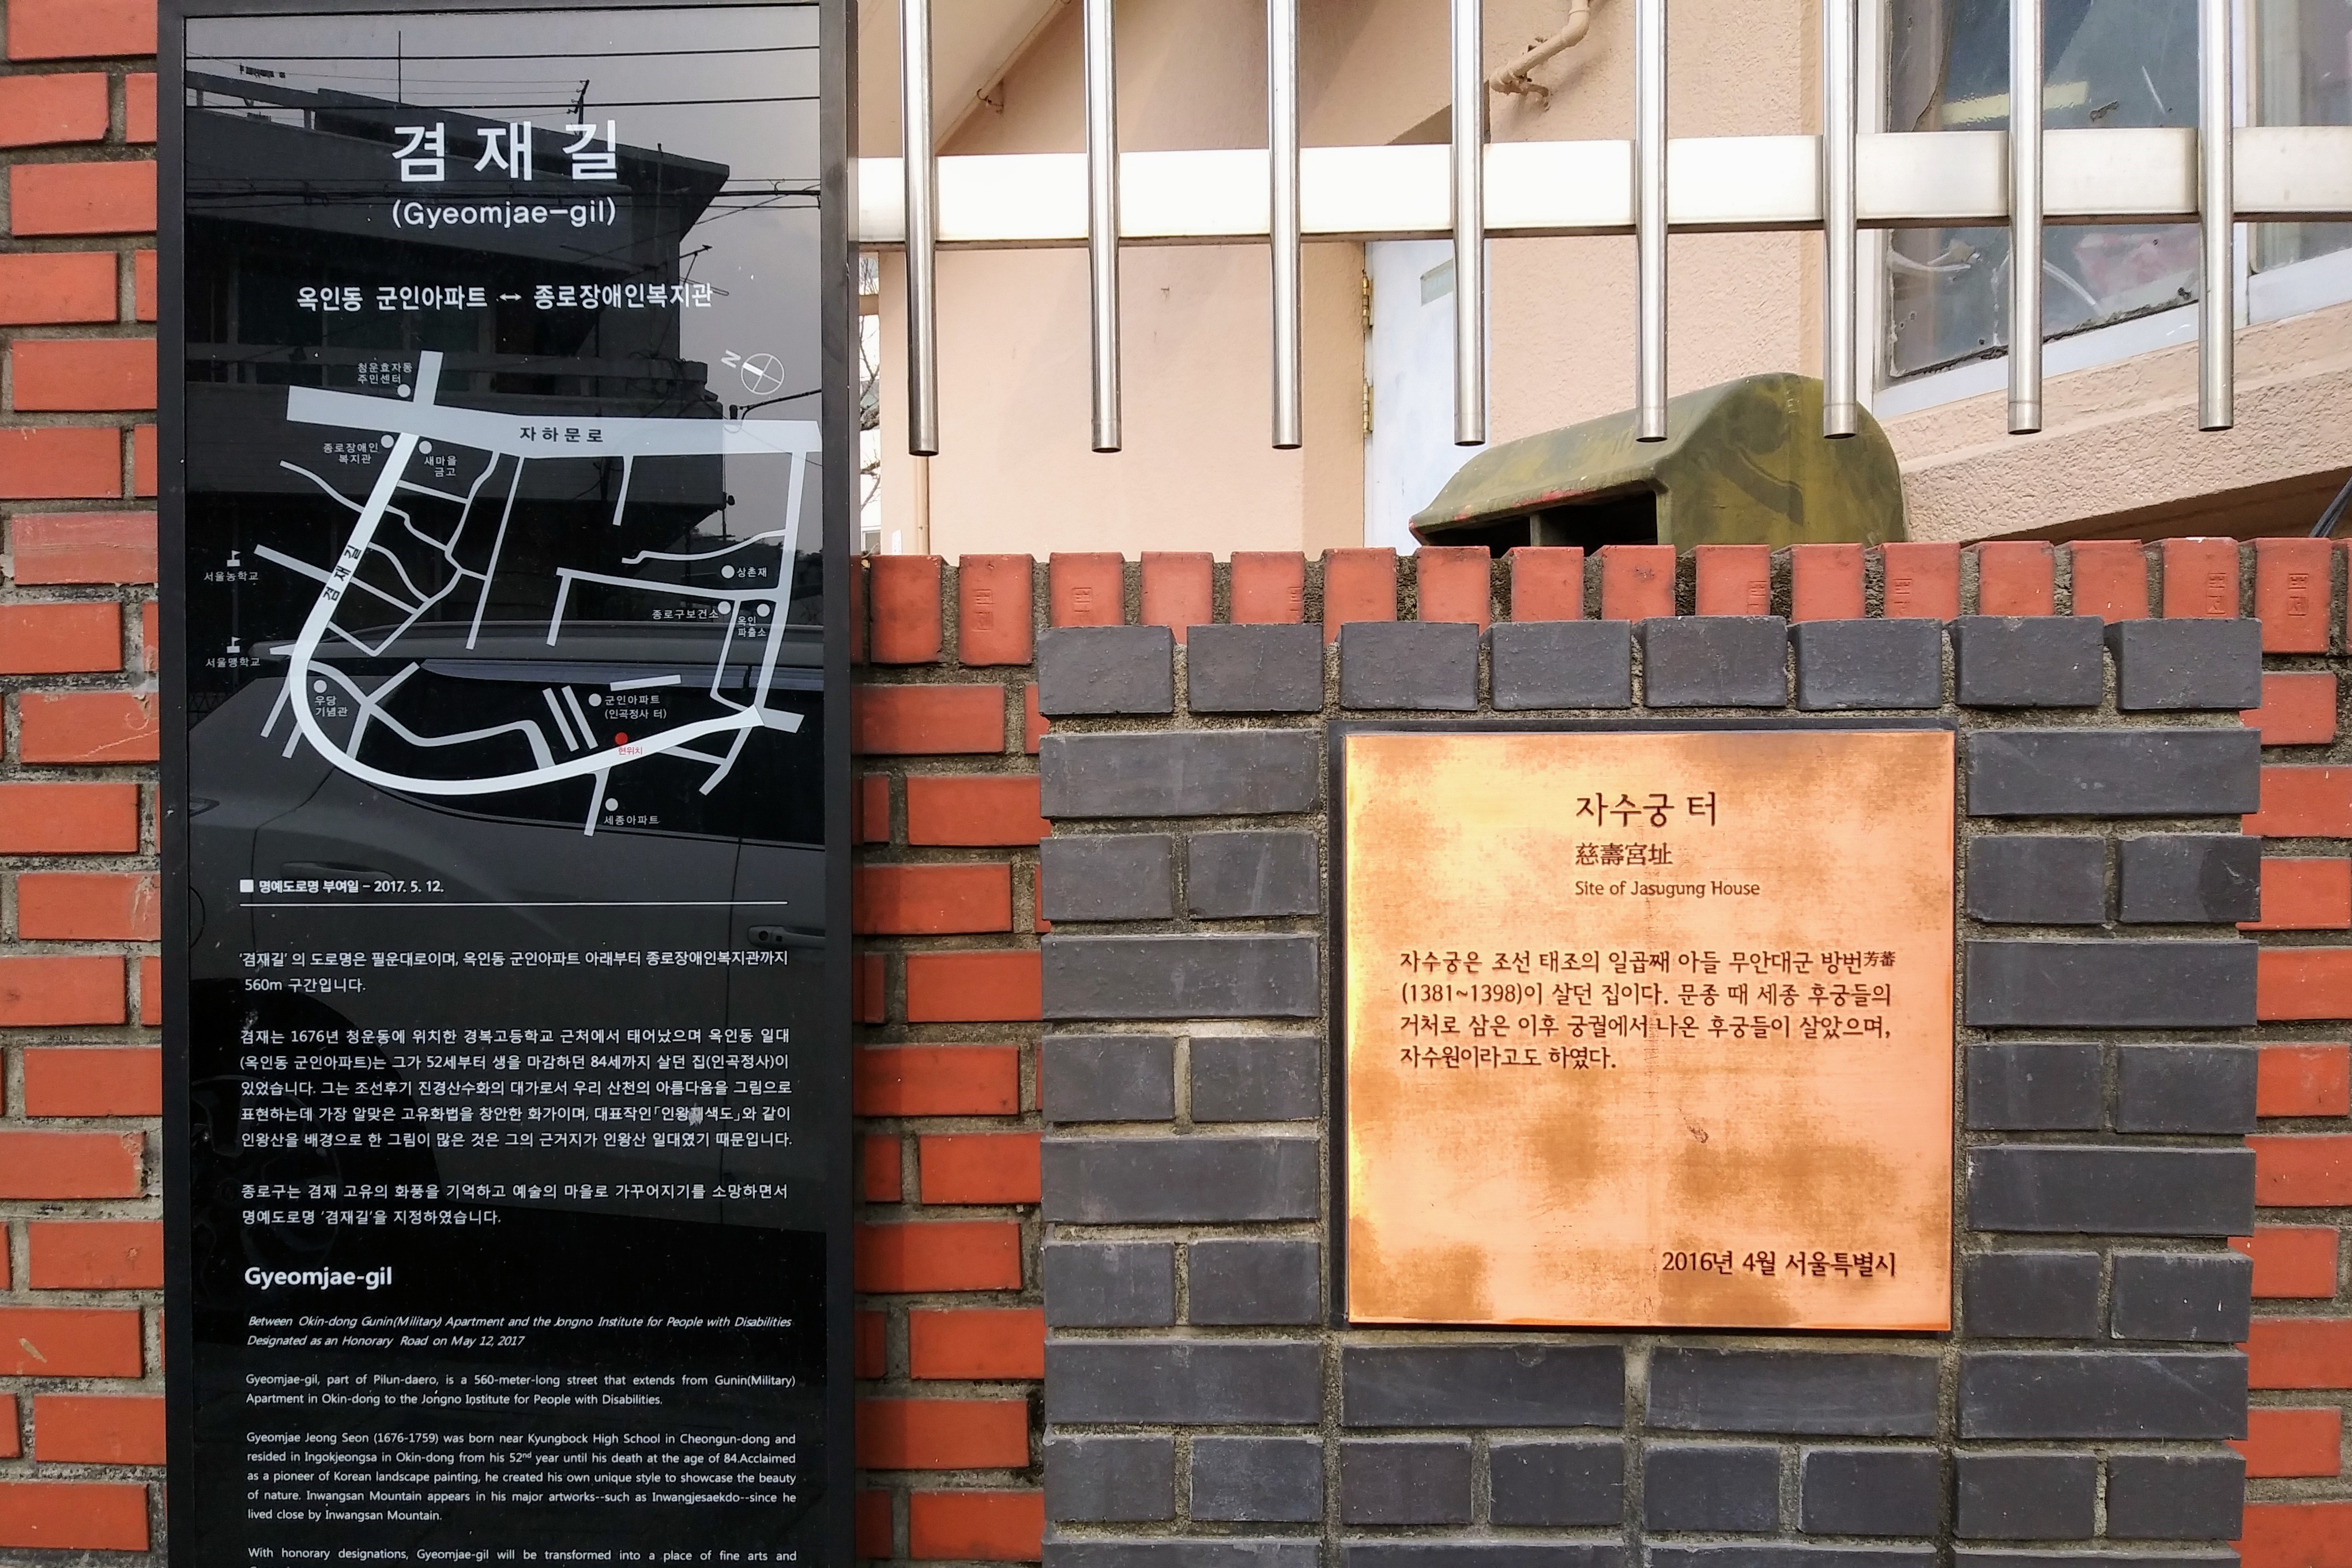 겸재길
(Gyeomjae-gil)
옥인동 군인아파트 ↔ 종로장애인복지관
N
청운효자동
주민센터
자하문로
종로장애인
복지관
새마을
금고
겸재길
서울농학교
상촌재
종로구보건소
옥인
파출소
서울맹학교
우당
기념관
군인아파트
(인곡정사 터)
현위치
세종아파트
■ 명예도로명 부여일 - 2017. 5. 12.
'겸재길' 의 도로명은 필운대로이며, 옥인동 군인아파트 아래부터 종로장애인복지관까지
560m 구간입니다.
겸재는 1676년 청운동에 위치한 경복고등학교 근처에서 태어났으며 옥인동 일대
(옥인동 군인아파트)는 그가 52세부터 생을 마감하던 84세까지 살던 집(인곡정사)이
있었습니다. 그는 조선후기 진경산수화의 대가로서 우리 산천의 아름다움을 그림으로
표현하는데 가장 알맞은 고유화법을 창안한 화가이며, 대표작인「인왕제색도」와 같이
인왕산을 배경으로 한 그림이 많은 것은 그의 근거지가 인왕산 일대였기 때문입니다.
종로구는 겸재 고유의 화풍을 기억하고 예술의 마을로 가꾸어지기를 소망하면서
명예도로명 '겸재길'을 지정하였습니다.
Gyeomjae-gil
Between Okin-dong Gunin(Military) Apartment and the Jongno Institute for People with Disabilities
Designated as an Honorary Road on May 12, 2017
Gyeomjae-gil, part of Pilun-daero, is a 560-meter-long street that extends from Gunin(Military)
Apartment in Okin-dong to the Jongno Institute for People with Disabilities.
Gyeomjae Jeong Seon (1676-1759) was born near Kyungbock High School in Cheongun-dong and
resided in Ingokjeongsa in Okin-dong from his 52nd year until his death at the age of 84.Acclaimed
as a pioneer of Korean landscape painting, he created his own unique style to showcase the beauty
of nature. Inwangsan Mountain appears in his major artworks--such as Inwangjesaekdo--since he
lived close by Inwangsan Mountain.
With honorary designations, Gyeomjae-gil will be transformed into a place of fine arts and
자수궁 터
慈壽宮址
Site of Jasugung House
자수궁은 조선 태조의 일곱째 아들 무안대군 방번芳蕃
(1381~1398)이 살던 집이다. 문종 때 세종 후궁들의
거처로 삼은 이후 궁궐에서 나온 후궁들이 살았으며,
자수원이라고도 하였다.
2016년 4월 서울특별시